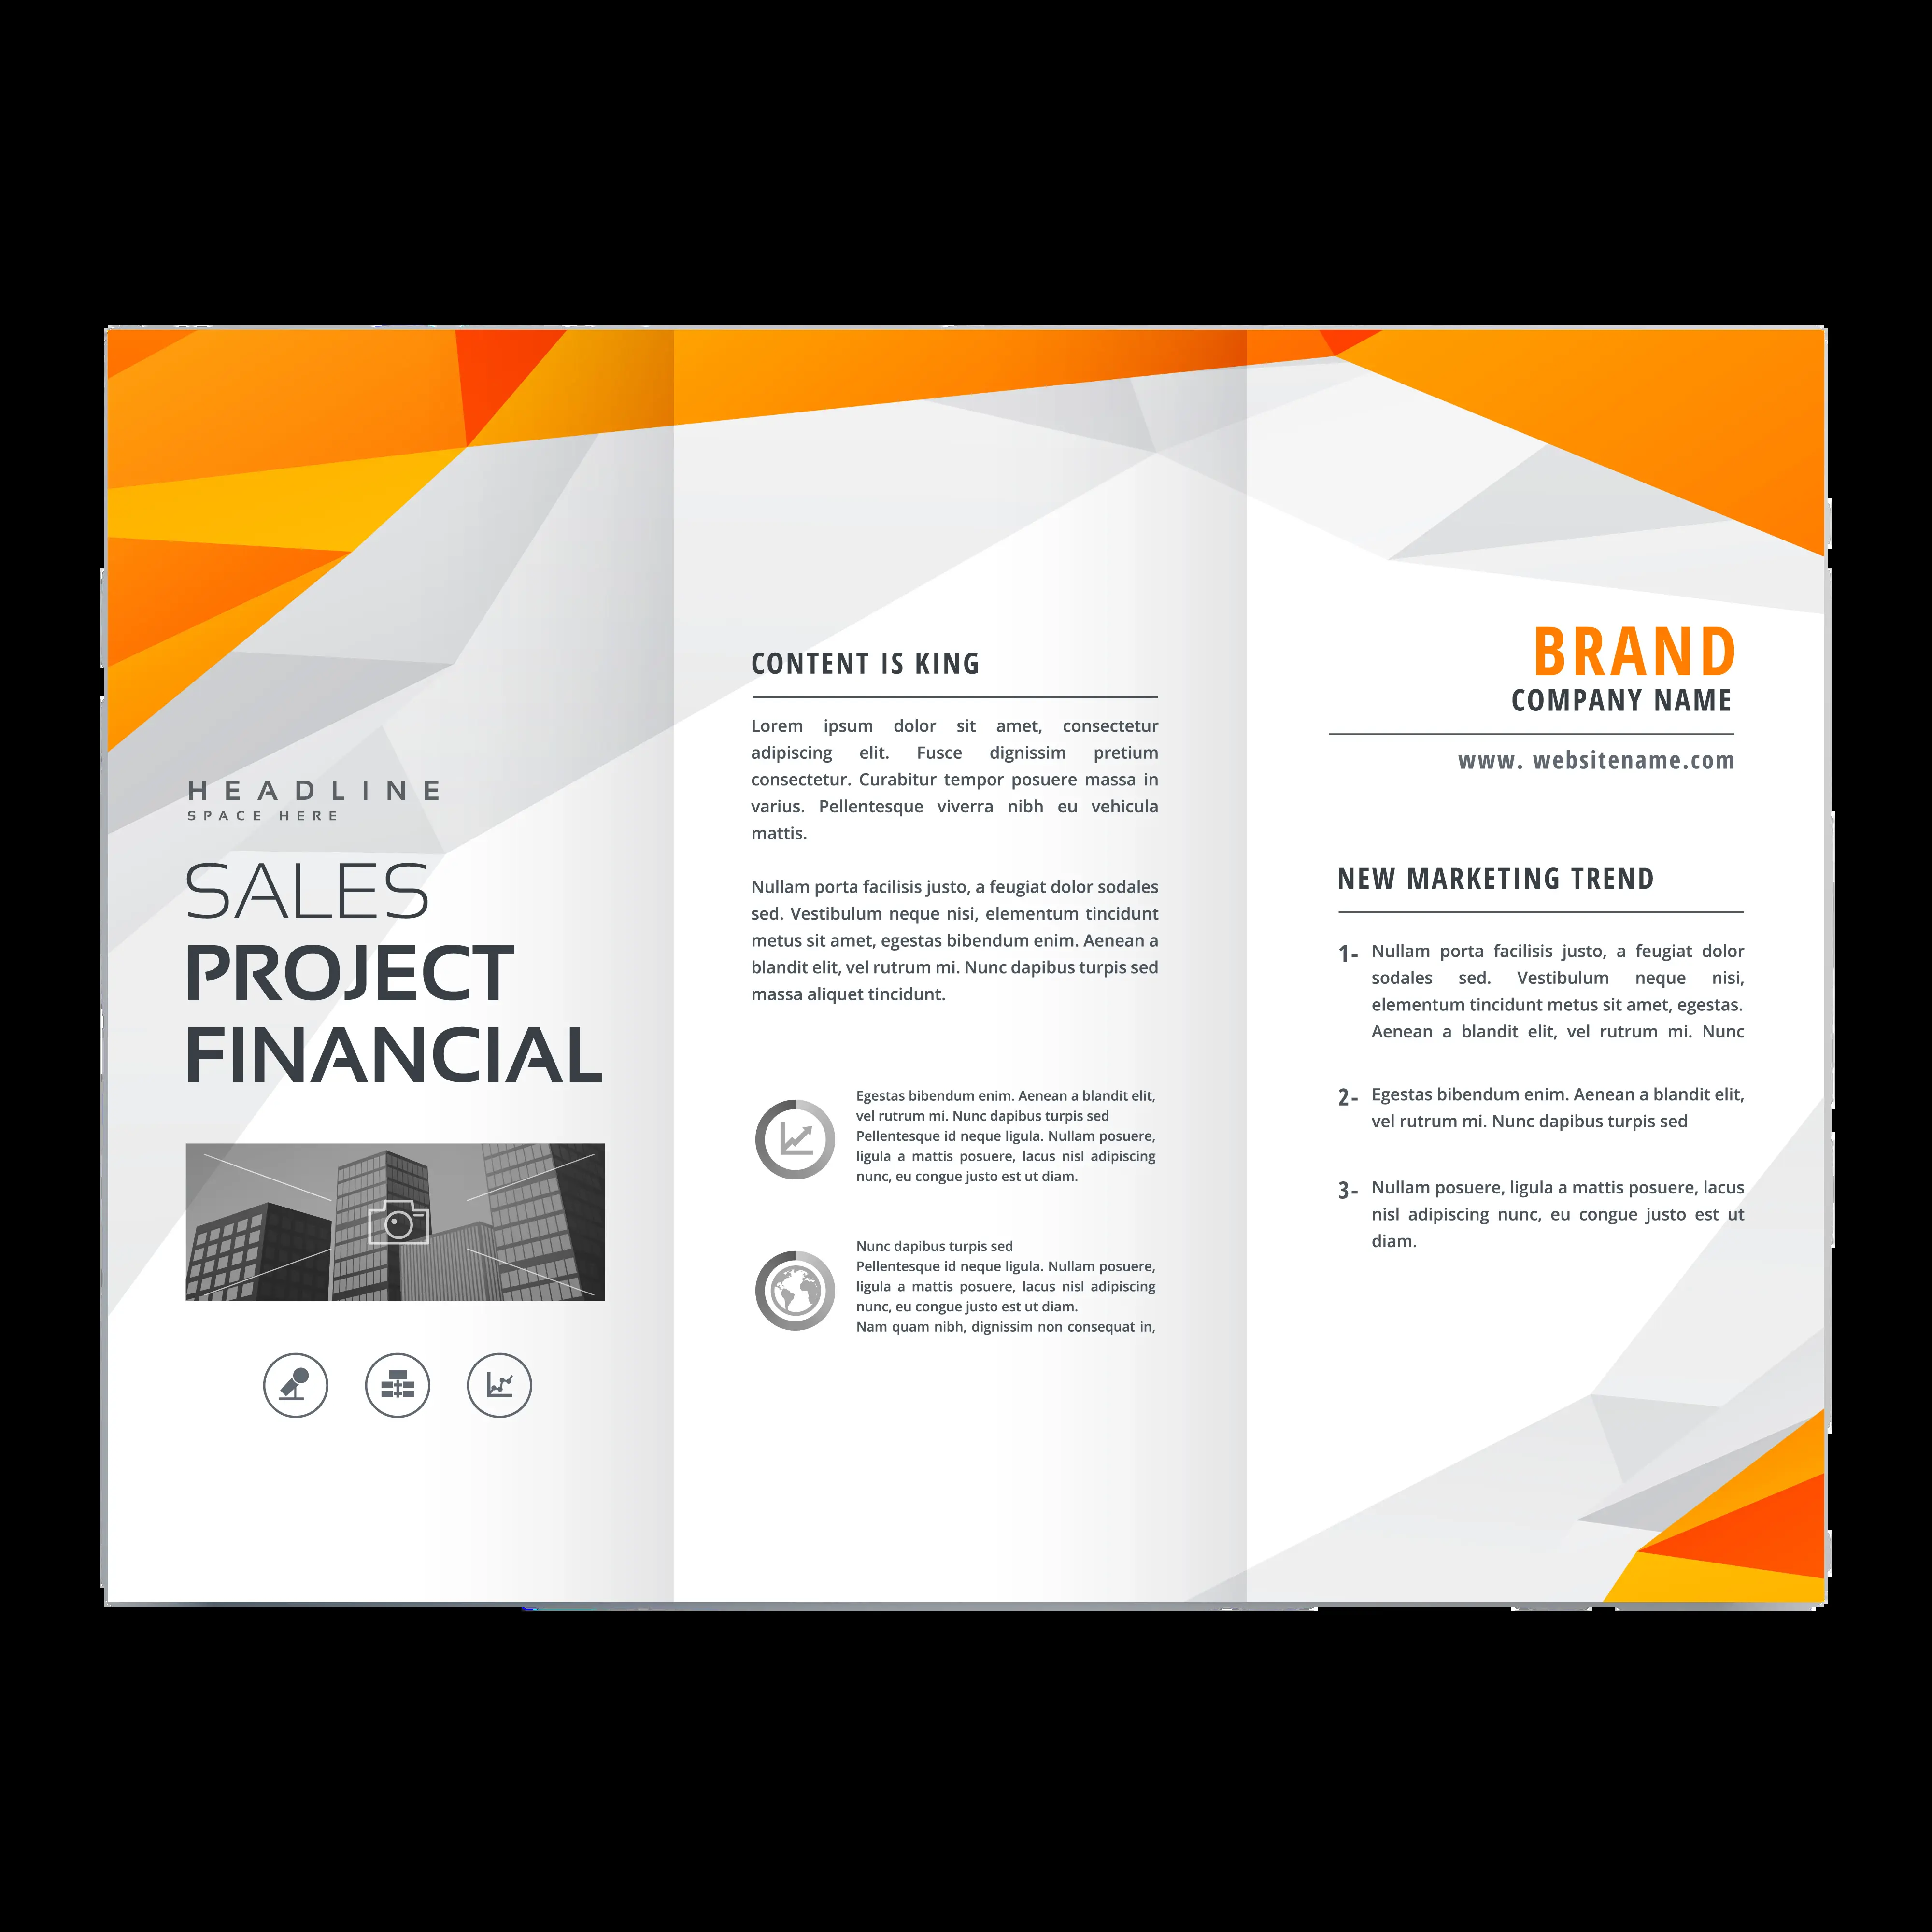 HEADLINE
SPACE HERE
SALES
PROJECT
FINANCIAL
CONTENT IS KING
Lorem ipsum dolor sit amet, consectetur
adipiscing elit. Fusce dignissim pretium
consectetur. Curabitur tempor posuere massa in
varius. Pellentesque viverra nibh eu vehicula
mattis.
Nullam porta facilisis justo, a feugiat dolor sodales
sed. Vestibulum neque nisi, elementum tincidunt
metus sit amet, egestas bibendum enim. Aenean a
blandit elit, vel rutrum mi. Nunc dapibus turpis sed
massa aliquet tincidunt.
Egestas bibendum enim. Aenean a blandit elit,
vel rutrum mi. Nunc dapibus turpis sed
Pellentesque id neque ligula. Nullam posuere,
ligula a mattis posuere, lacus nisl adipiscing
nunc, eu congue justo est ut diam.
Nunc dapibus turpis sed
Pellentesque id neque ligula. Nullam posuere,
ligula a mattis posuere, lacus nisl adipiscing
nunc, eu congue justo est ut diam.
Nam quam nibh, dignissim non consequat in,
BRAND
COMPANY NAME
www. websitename.com
NEW MARKETING TREND
1- Nullam porta facilisis justo, a feugiat dolor
sodales sed. Vestibulum neque nisi,
elementum tincidunt metus sit amet, egestas.
Aenean a blandit elit, vel rutrum mi. Nunc
2- Egestas bibendum enim. Aenean a blandit elit,
vel rutrum mi. Nunc dapibus turpis sed
3- Nullam posuere, ligula a mattis posuere, lacus
nisl adipiscing nunc, eu congue justo est ut
diam.